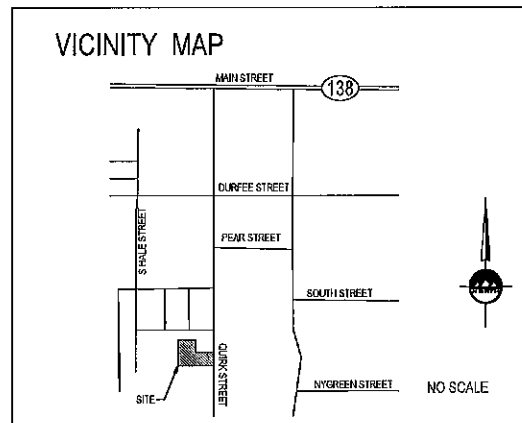 VICINITY MAP
MAIN STREET
138
DURFEE STREET
S HALE STREET
PEAR STREET
SOUTH STREET
QUIRK STREET
NYGREEN STREET
NO SCALE
SITE